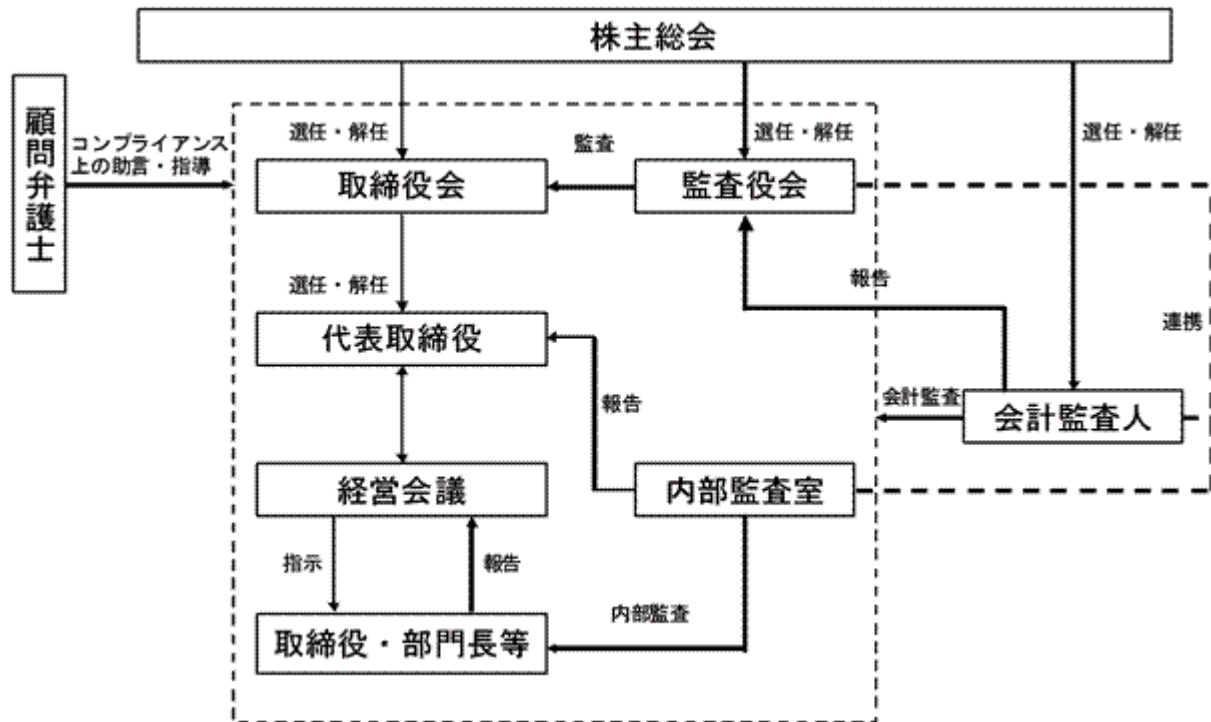 株主総会
顧問弁護士
コンプライアンス
上の助言・指導
選任・解任
監査
選任・解任
選任・解任
取締役会
監査役会
報告
選任・解任
連携
代表取締役
報告
会計監査
会計監査人
経営会議
内部監査室
指示
報告
内部監査
取締役・部門長等